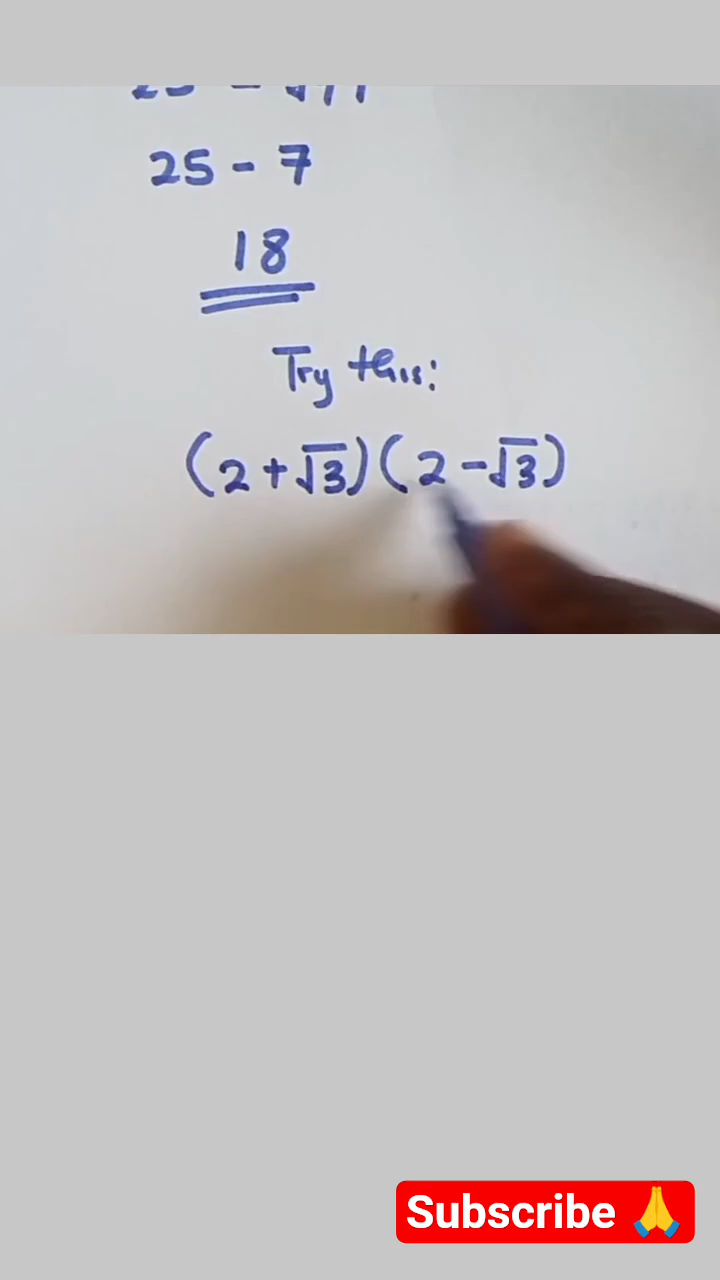 25 - 7
18
Try this:
(2 + √3)(2 - √3)
Subscribe 🙏